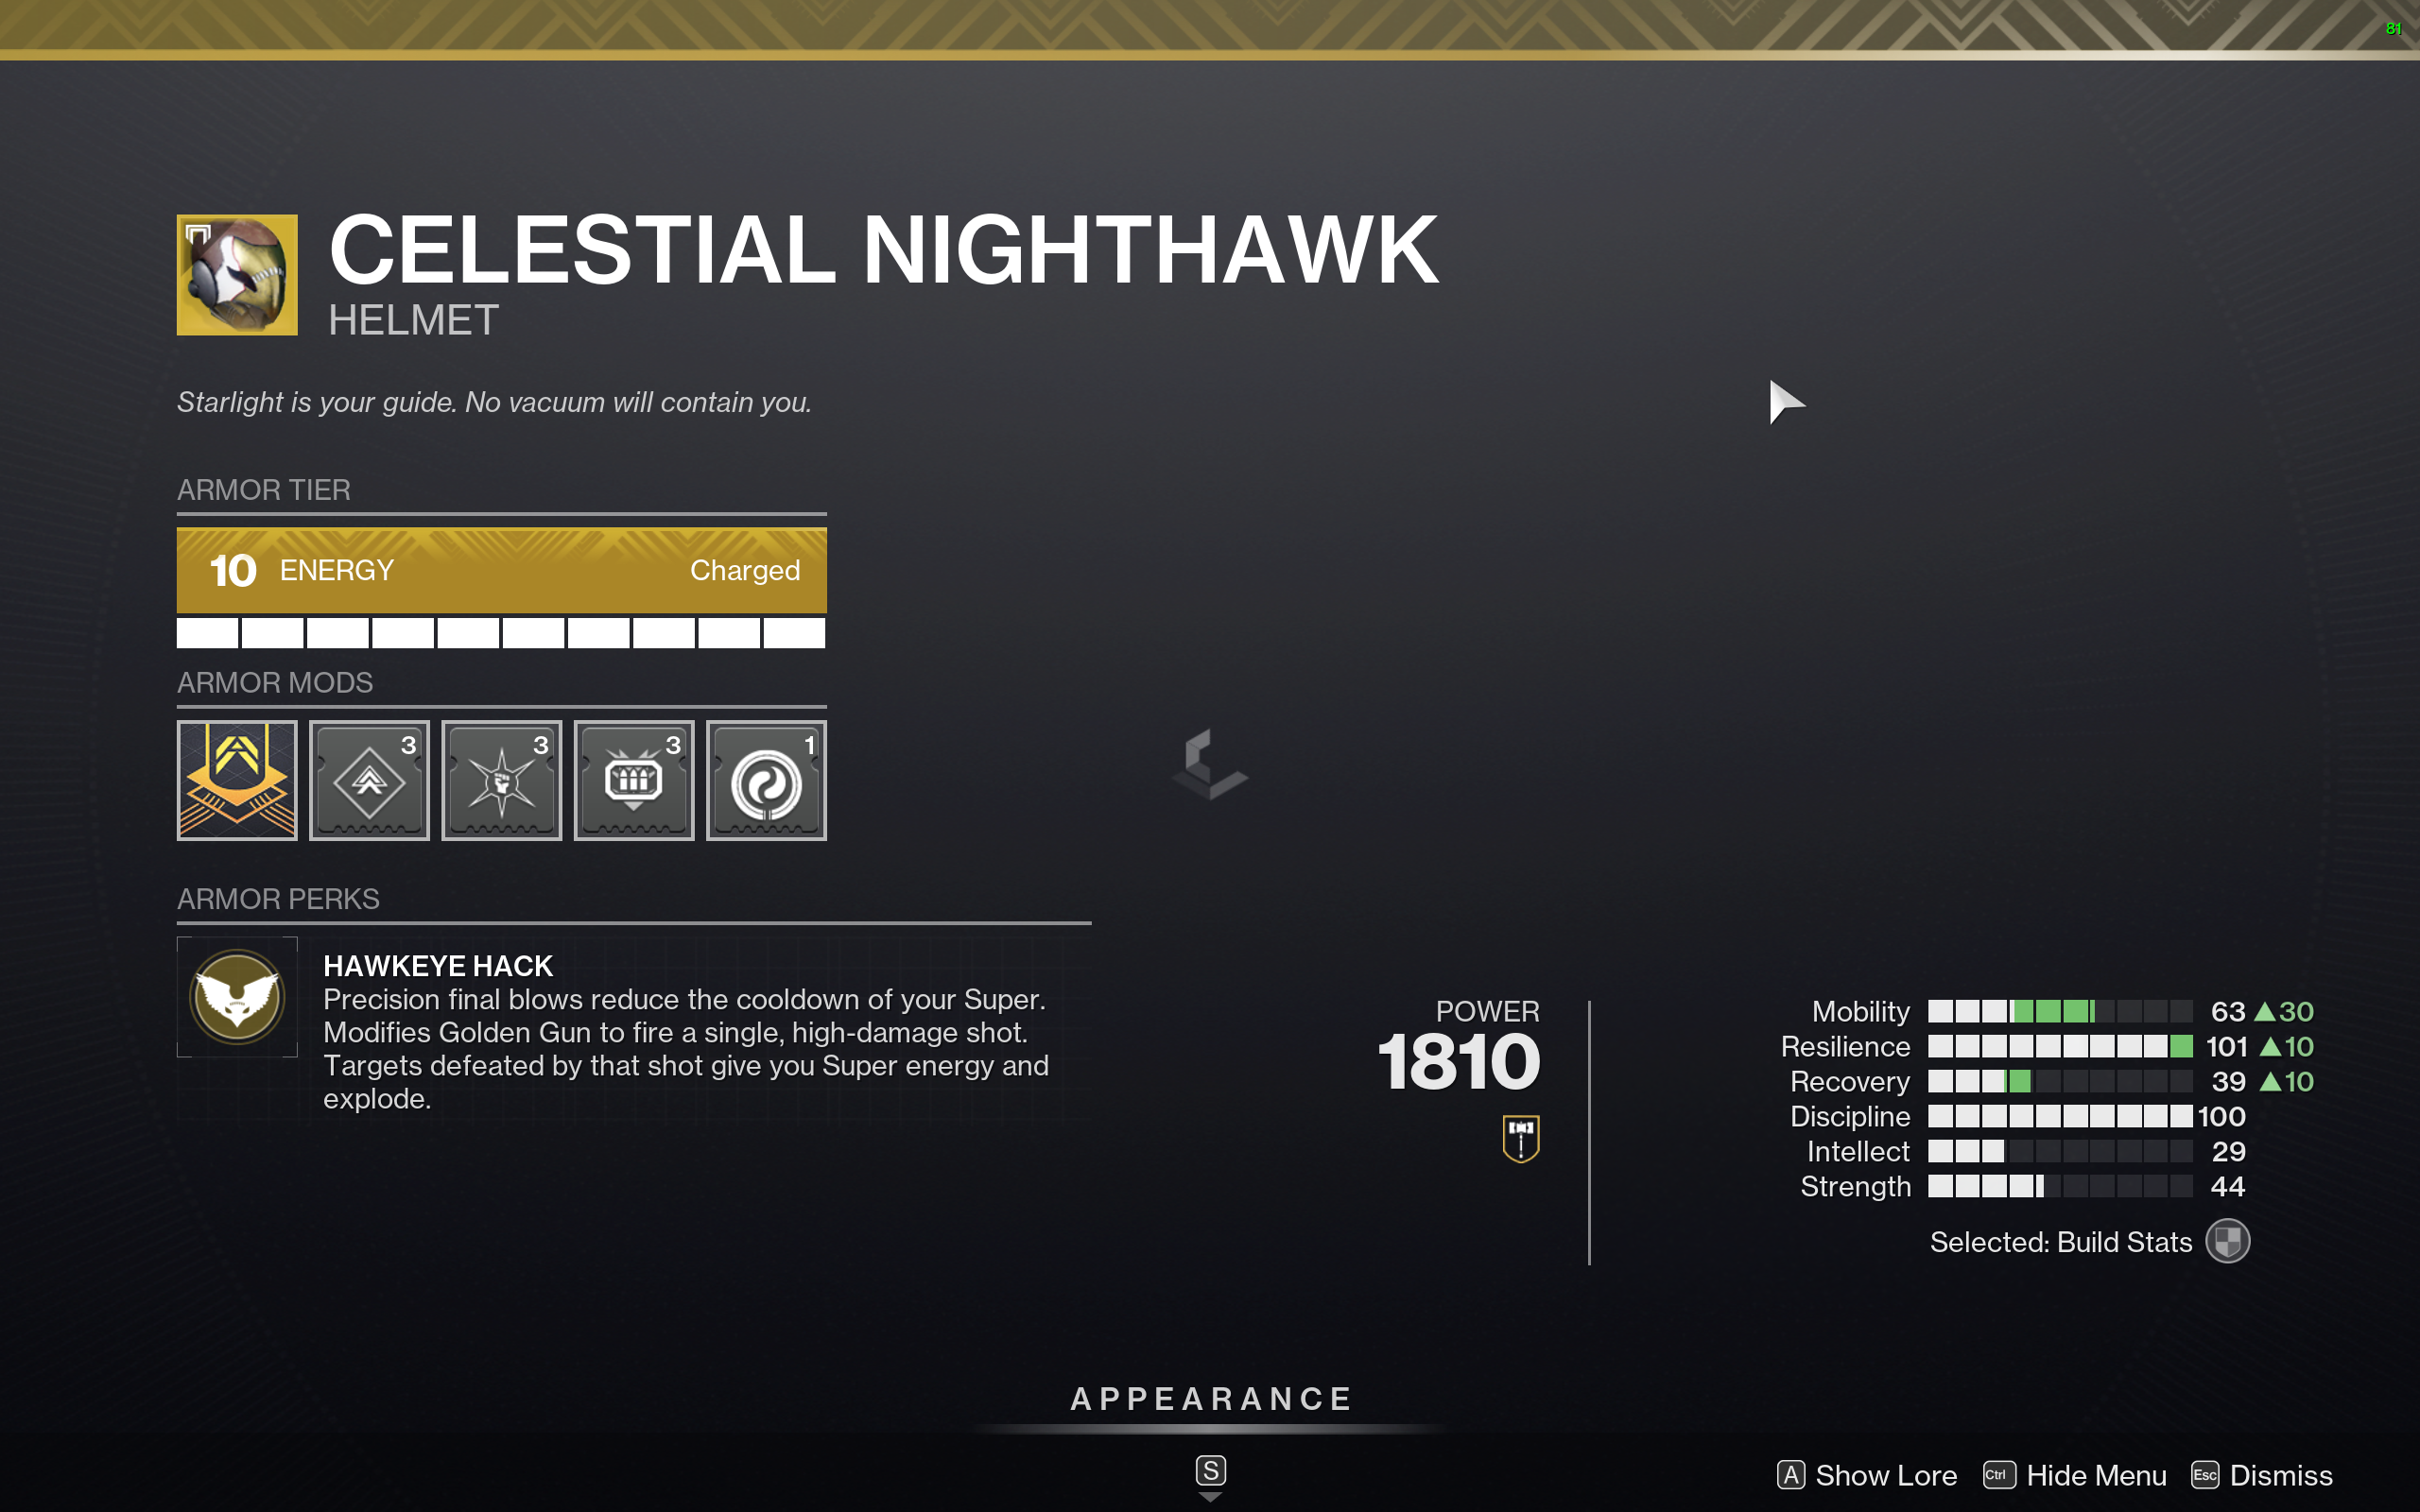 81
CELESTIAL NIGHTHAWK
HELMET
Starlight is your guide. No vacuum will contain you.
ARMOR TIER
10 ENERGY Charged
ARMOR MODS
3 3 3 1
ARMOR PERKS
HAWKEYE HACK
Precision final blows reduce the cooldown of your Super.
Modifies Golden Gun to fire a single, high-damage shot.
Targets defeated by that shot give you Super energy and
explode.
POWER
1810
Mobility 63 ▲30
Resilience 101 ▲10
Recovery 39 ▲10
Discipline 100
Intellect 29
Strength 44
Selected: Build Stats
APPEARANCE
S
A Show Lore Ctrl Hide Menu Esc Dismiss